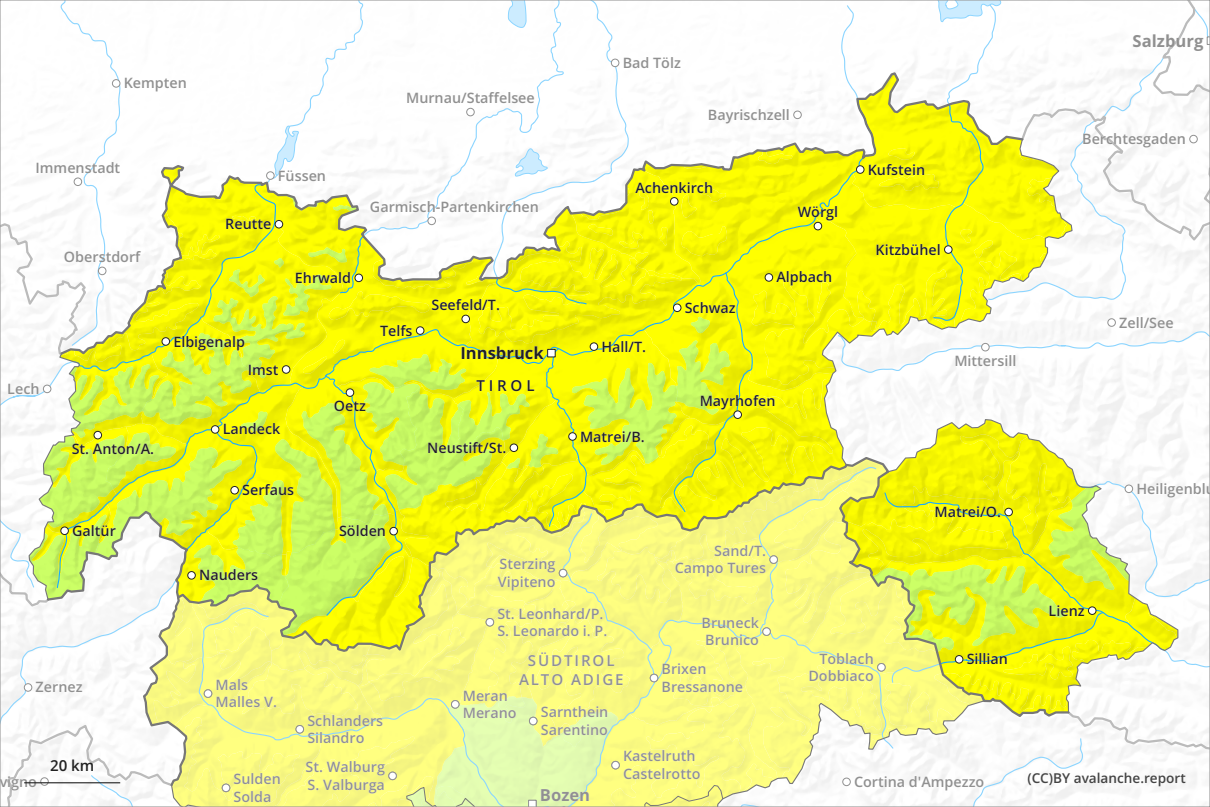 Salzburg
Kempten
Bad Tölz
Murnau/Staffelsee
Bayrischzell
Berchtesgaden
Immenstadt
Füssen
Kufstein
Achenkirch
Garmisch-Partenkirchen
Wörgl
Reutte
Kitzbühel
Oberstdorf
Ehrwald
Alpbach
Seefeld/T.
Schwaz
Telfs
Zell/See
Elbigenalp
Innsbruck
Hall/T.
Mittersill
Imst
TIROL
Lech
Oetz
Mayrhofen
Landeck
Matrei/B.
St. Anton/A.
Neustift/St.
Serfaus
Heiligenblu
Matrei/O.
Galtür
Sölden
Sand/T.
Campo Tures
Sterzing
Vipiteno
Nauders
Lienz
St. Leonhard/P.
S. Leonardo i. P.
Bruneck
Brunico
Sillian
SÜDTIROL
ALTO ADIGE
Toblach
Dobbiaco
Brixen
Bressanone
Zernez
Mals
Malles V.
Meran
Merano
Sarnthein
Sarentino
Schlanders
Silandro
Kastelruth
Castelrotto
20 km
St. Walburg
S. Valburga
vigno
Sulden
Solda
Cortina d'Ampezzo
(CC)BY avalanche.report
Bozen